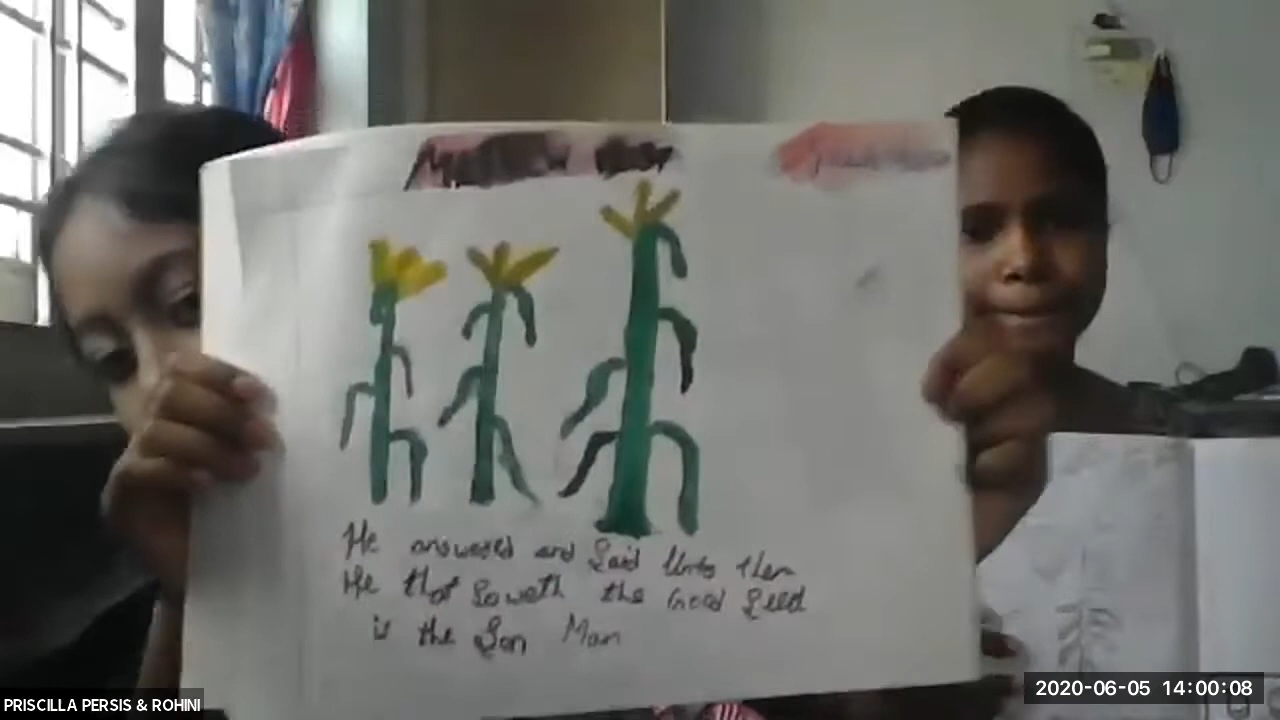 He answered and Said Unto them
He that Soweth the Good Seed
is the Son Man
PRISCILLA PERSIS & ROHINI
2020-06-05 14:00:08